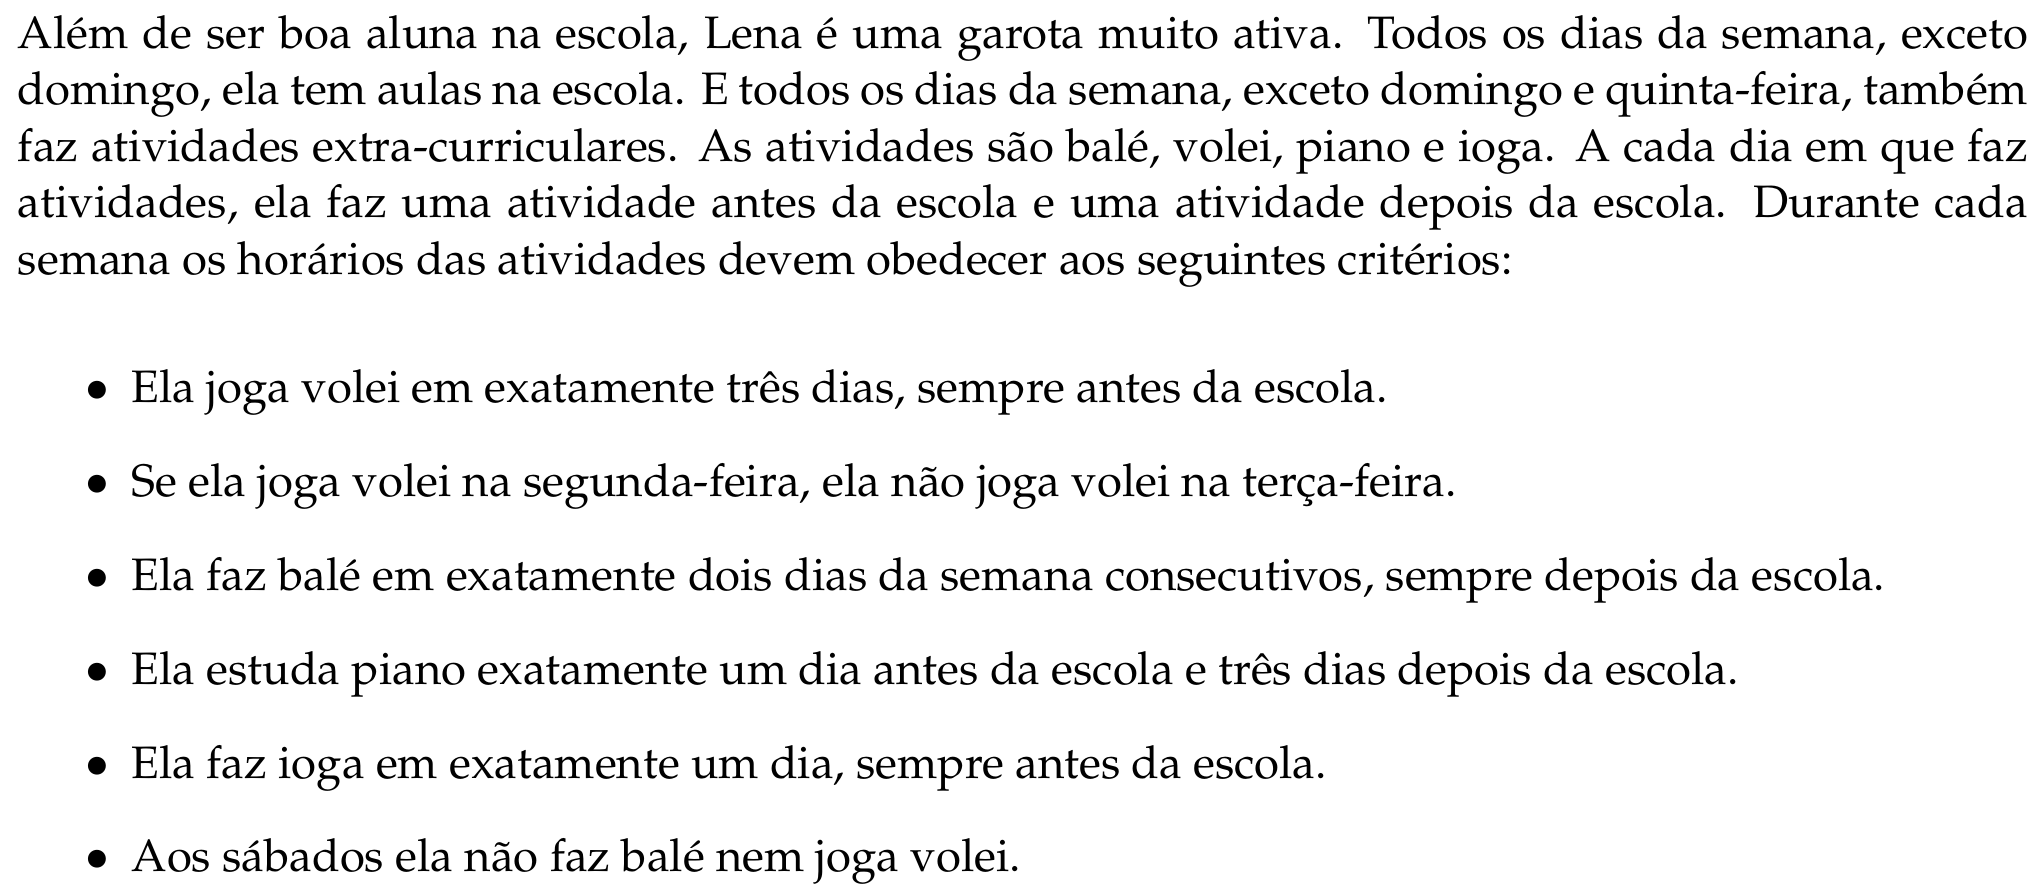 Além de ser boa aluna na escola, Lena é uma garota muito ativa. Todos os dias da semana, exceto
domingo, ela tem aulas na escola. E todos os dias da semana, exceto domingo e quinta-feira, também
faz atividades extra-curriculares. As atividades são balé, volei, piano e ioga. A cada dia em que faz
atividades, ela faz uma atividade antes da escola e uma atividade depois da escola. Durante cada
semana os horários das atividades devem obedecer aos seguintes critérios:
• Ela joga volei em exatamente três dias, sempre antes da escola.
• Se ela joga volei na segunda-feira, ela não joga volei na terça-feira.
• Ela faz balé em exatamente dois dias da semana consecutivos, sempre depois da escola.
• Ela estuda piano exatamente um dia antes da escola e três dias depois da escola.
• Ela faz ioga em exatamente um dia, sempre antes da escola.
• Aos sábados ela não faz balé nem joga volei.